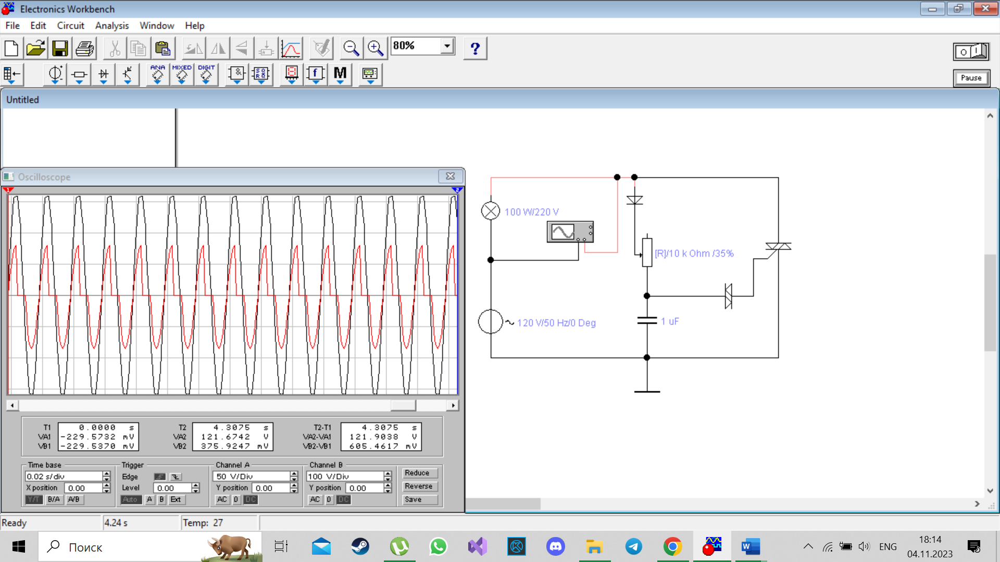 Electronics Workbench
File Edit Circuit Analysis Window Help
80%
?
ANA MIXED DIGIT
M
Pause
Untitled
Oscilloscope
1
2
100 W/220 V
[R]/10 k Ohm /35%
1 uF
120 V/50 Hz/0 Deg
T1 0.0000 s
VA1 -229.5732 mV
VB1 -229.5370 mV
T2 4.3075 s
VA2 121.6742 V
VB2 375.9247 mV
T2-T1 4.3075 s
VA2-VA1 121.9038 V
VB2-VB1 605.4617 mV
Time base
0.02 s/div
X position 0.00
Y/T B/A A/B
Trigger
Edge
Level 0.00
Auto A B Ext
Channel A
50 V/Div
Y position 0.00
AC 0 DC
Channel B
100 V/Div
Y position 0.00
AC 0 DC
Reduce
Reverse
Save
Ready 4.24 s Temp: 27
Поиск
W
ENG
18:14
04.11.2023